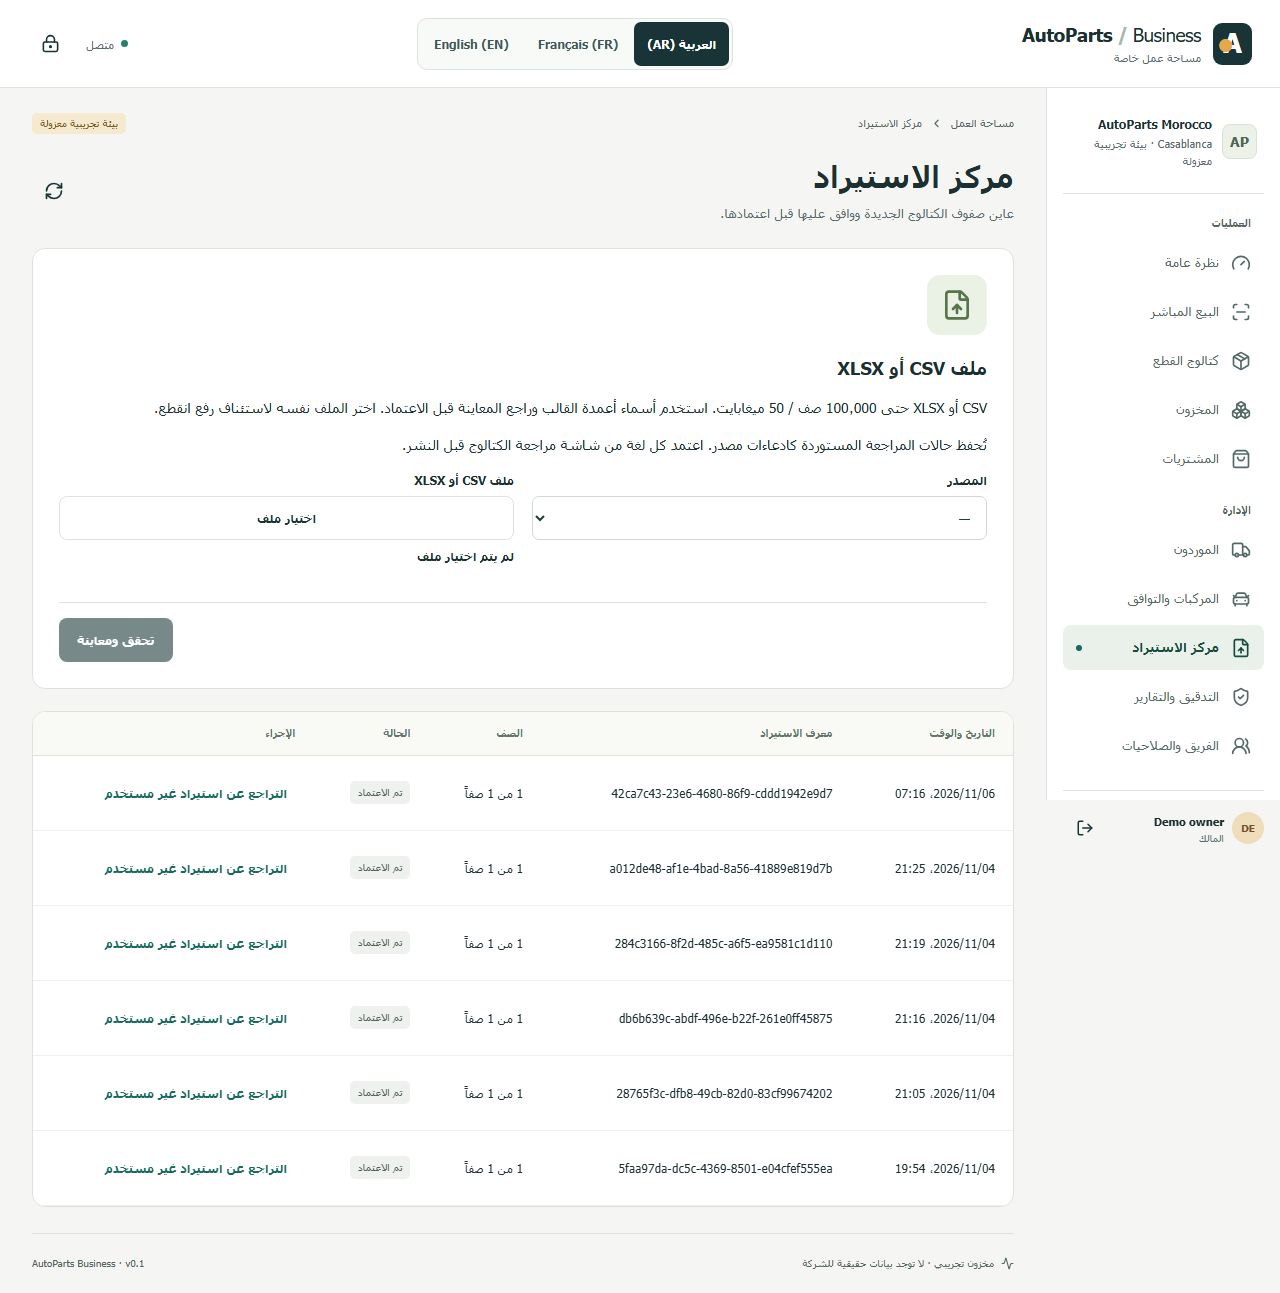 AutoParts / Business
مساحة عمل خاصة
العربية (AR)
Français (FR)
English (EN)
متصل
AP
AutoParts Morocco
Casablanca · بيئة تجريبية
معزولة
العمليات
نظرة عامة
البيع المباشر
كتالوج القطع
المخزون
المشتريات
الإدارة
الموردون
المركبات والتوافق
مركز الاستيراد
التدقيق والتقارير
الفريق والصلاحيات
DE
Demo owner
المالك
مساحة العمل
مركز الاستيراد
بيئة تجريبية معزولة
مركز الاستيراد
عاين صفوف الكتالوج الجديدة ووافق عليها قبل اعتمادها.
ملف CSV أو XLSX
CSV أو XLSX حتى 100,000 صف / 50 ميغابايت. استخدم أسماء أعمدة القالب وراجع المعاينة قبل الاعتماد. اختر الملف نفسه لاستئناف رفع انقطع.
تُحفظ حالات المراجعة المستوردة كادعاءات مصدر. اعتمد كل لغة من شاشة مراجعة الكتالوج قبل النشر.
المصدر
—
ملف CSV أو XLSX
اختيار ملف
لم يتم اختيار ملف
تحقق ومعاينة
التاريخ والوقت معرف الاستيراد الصف الحالة الإجراء
2026/11/06، 07:16 42ca7c43-23e6-4680-86f9-cddd1942e9d7 1 من 1 صفاً تم الاعتماد التراجع عن استيراد غير مستخدم
2026/11/04، 21:25 a012de48-af1e-4bad-8a56-41889e819d7b 1 من 1 صفاً تم الاعتماد التراجع عن استيراد غير مستخدم
2026/11/04، 21:19 284c3166-8f2d-485c-a6f5-ea9581c1d110 1 من 1 صفاً تم الاعتماد التراجع عن استيراد غير مستخدم
2026/11/04، 21:16 db6b639c-abdf-496e-b22f-261e0ff45875 1 من 1 صفاً تم الاعتماد التراجع عن استيراد غير مستخدم
2026/11/04، 21:05 28765f3c-dfb8-49cb-82d0-83cf99674202 1 من 1 صفاً تم الاعتماد التراجع عن استيراد غير مستخدم
2026/11/04، 19:54 5faa97da-dc5c-4369-8501-e04cfef555ea 1 من 1 صفاً تم الاعتماد التراجع عن استيراد غير مستخدم
مخزون تجريبي · لا توجد بيانات حقيقية للشركة
AutoParts Business · v0.1